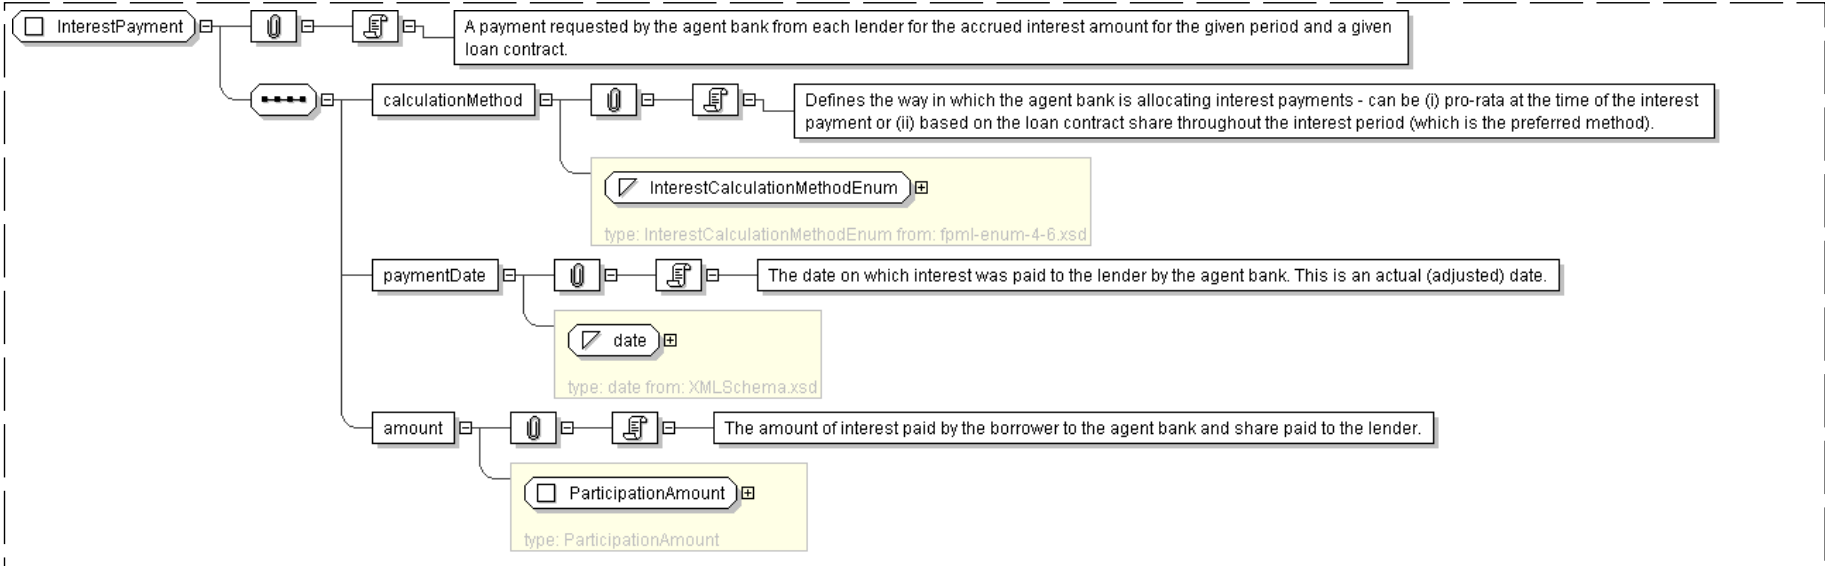 InterestPayment
A payment requested by the agent bank from each lender for the accrued interest amount for the given period and a given
loan contract.
calculationMethod
Defines the way in which the agent bank is allocating interest payments - can be (i) pro-rata at the time of the interest
payment or (ii) based on the loan contract share throughout the interest period (which is the preferred method).
InterestCalculationMethodEnum
type: InterestCalculationMethodEnum from: fpml-enum-4-6.xsd
paymentDate
The date on which interest was paid to the lender by the agent bank. This is an actual (adjusted) date.
date
type: date from: XMLSchema.xsd
amount
The amount of interest paid by the borrower to the agent bank and share paid to the lender.
ParticipationAmount
type: ParticipationAmount